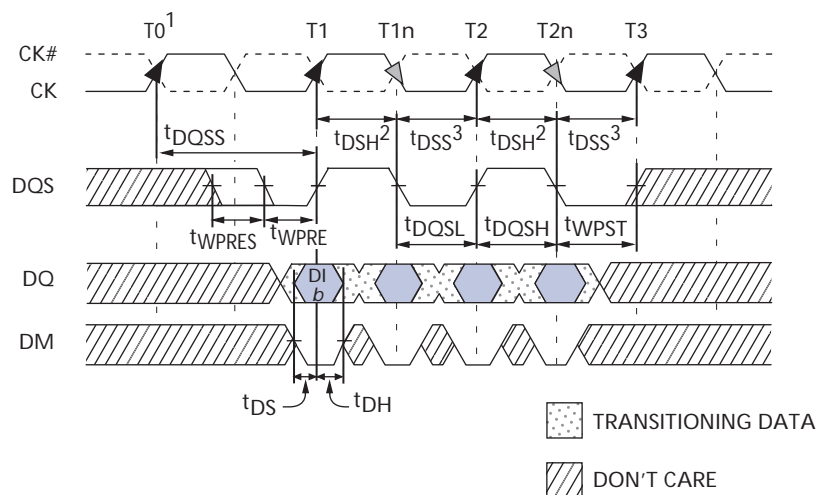 T0¹ T1 T1n T2 T2n T3
CK#
CK
tDQSS tDSH² tDSS³ tDSH² tDSS³
DQS
tWPRES tWPRE tDQSL tDQSH tWPST
DQ
DI
b
DM
tDS tDH
TRANSITIONING DATA
DON'T CARE